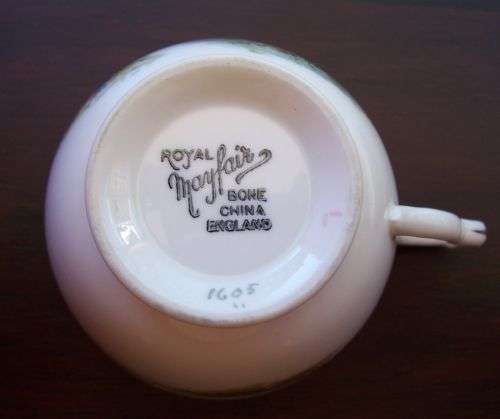 ROYAL
Mayfair
BONE
CHINA
ENGLAND
1605